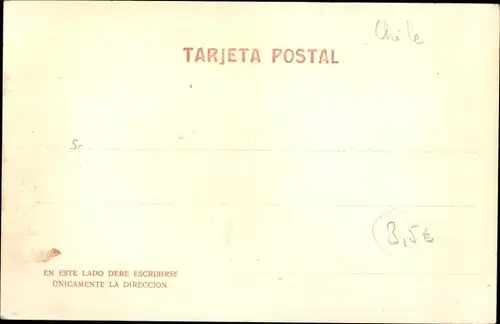 Chile
TARJETA POSTAL
Sr.
3,5€
EN ESTE LADO DEBE ESCRIBIRSE
ÚNICAMENTE LA DIRECCION